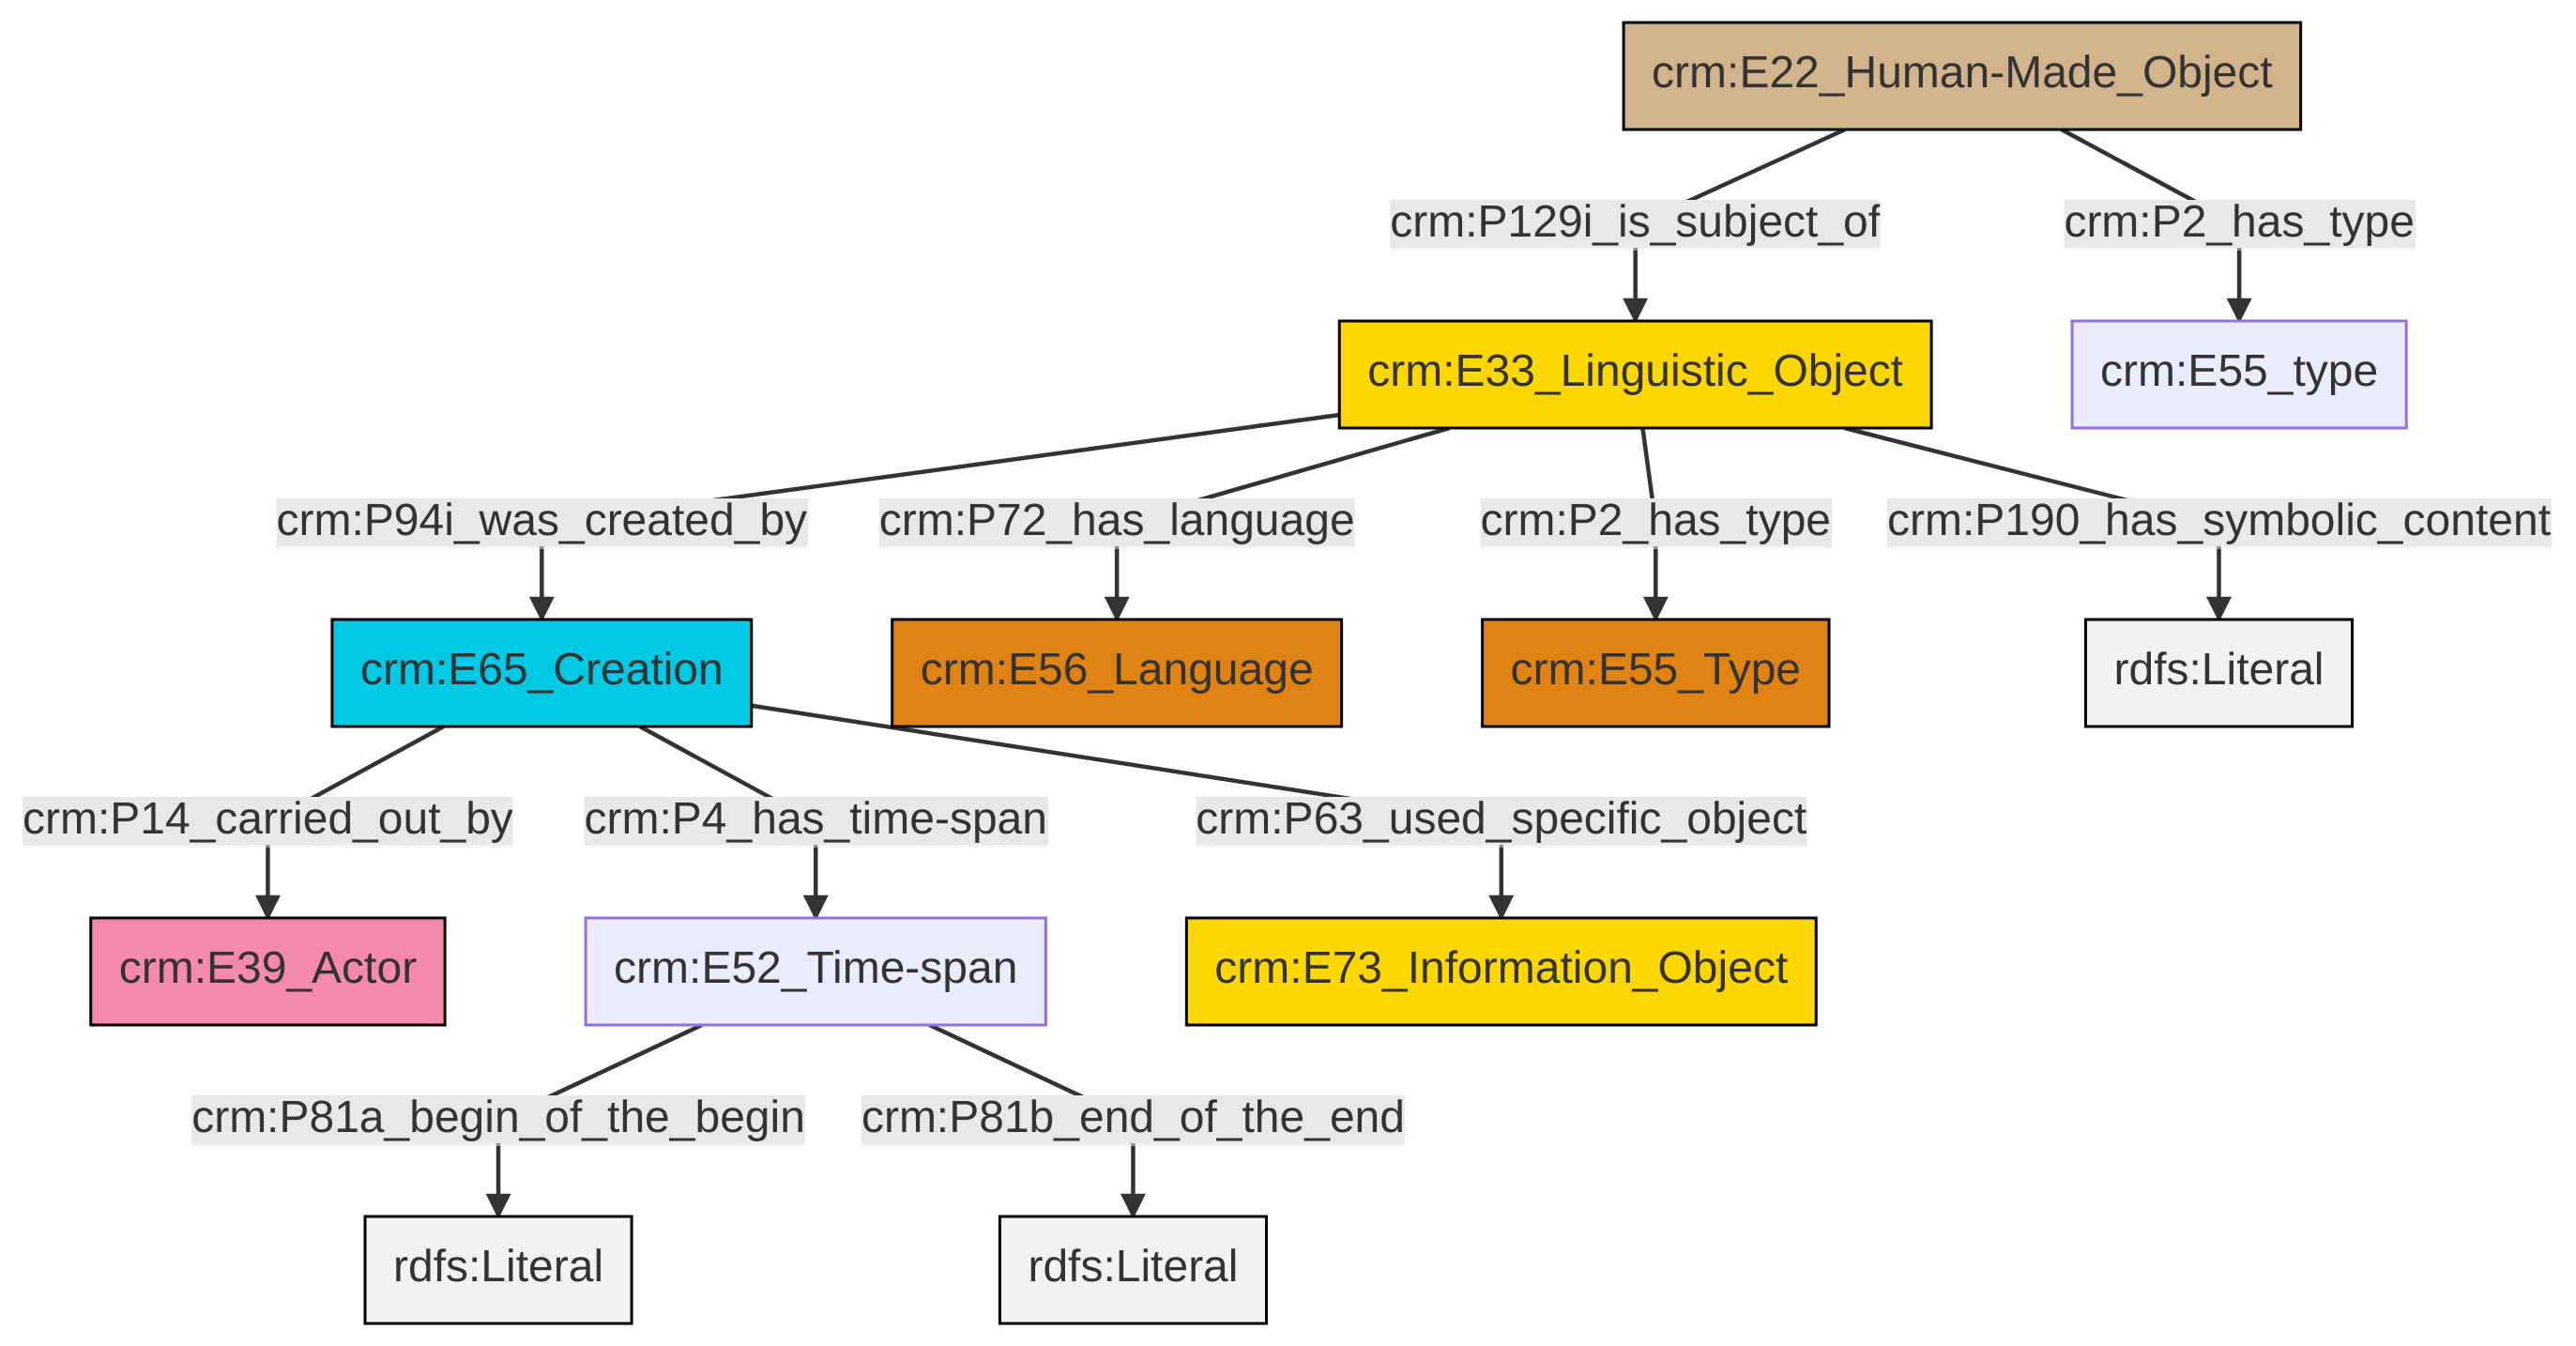 crm:E22_Human-Made_Object
crm:P129i_is_subject_of
crm:P2_has_type
crm:E33_Linguistic_Object
crm:E55_type
crm:P94i_was_created_by
crm:P72_has_language
crm:P2_has_type
crm:P190_has_symbolic_content
crm:E65_Creation
crm:E56_Language
crm:E55_Type
rdfs:Literal
crm:P14_carried_out_by
crm:P4_has_time-span
crm:P63_used_specific_object
crm:E39_Actor
crm:E52_Time-span
crm:E73_Information_Object
crm:P81a_begin_of_the_begin
crm:P81b_end_of_the_end
rdfs:Literal
rdfs:Literal